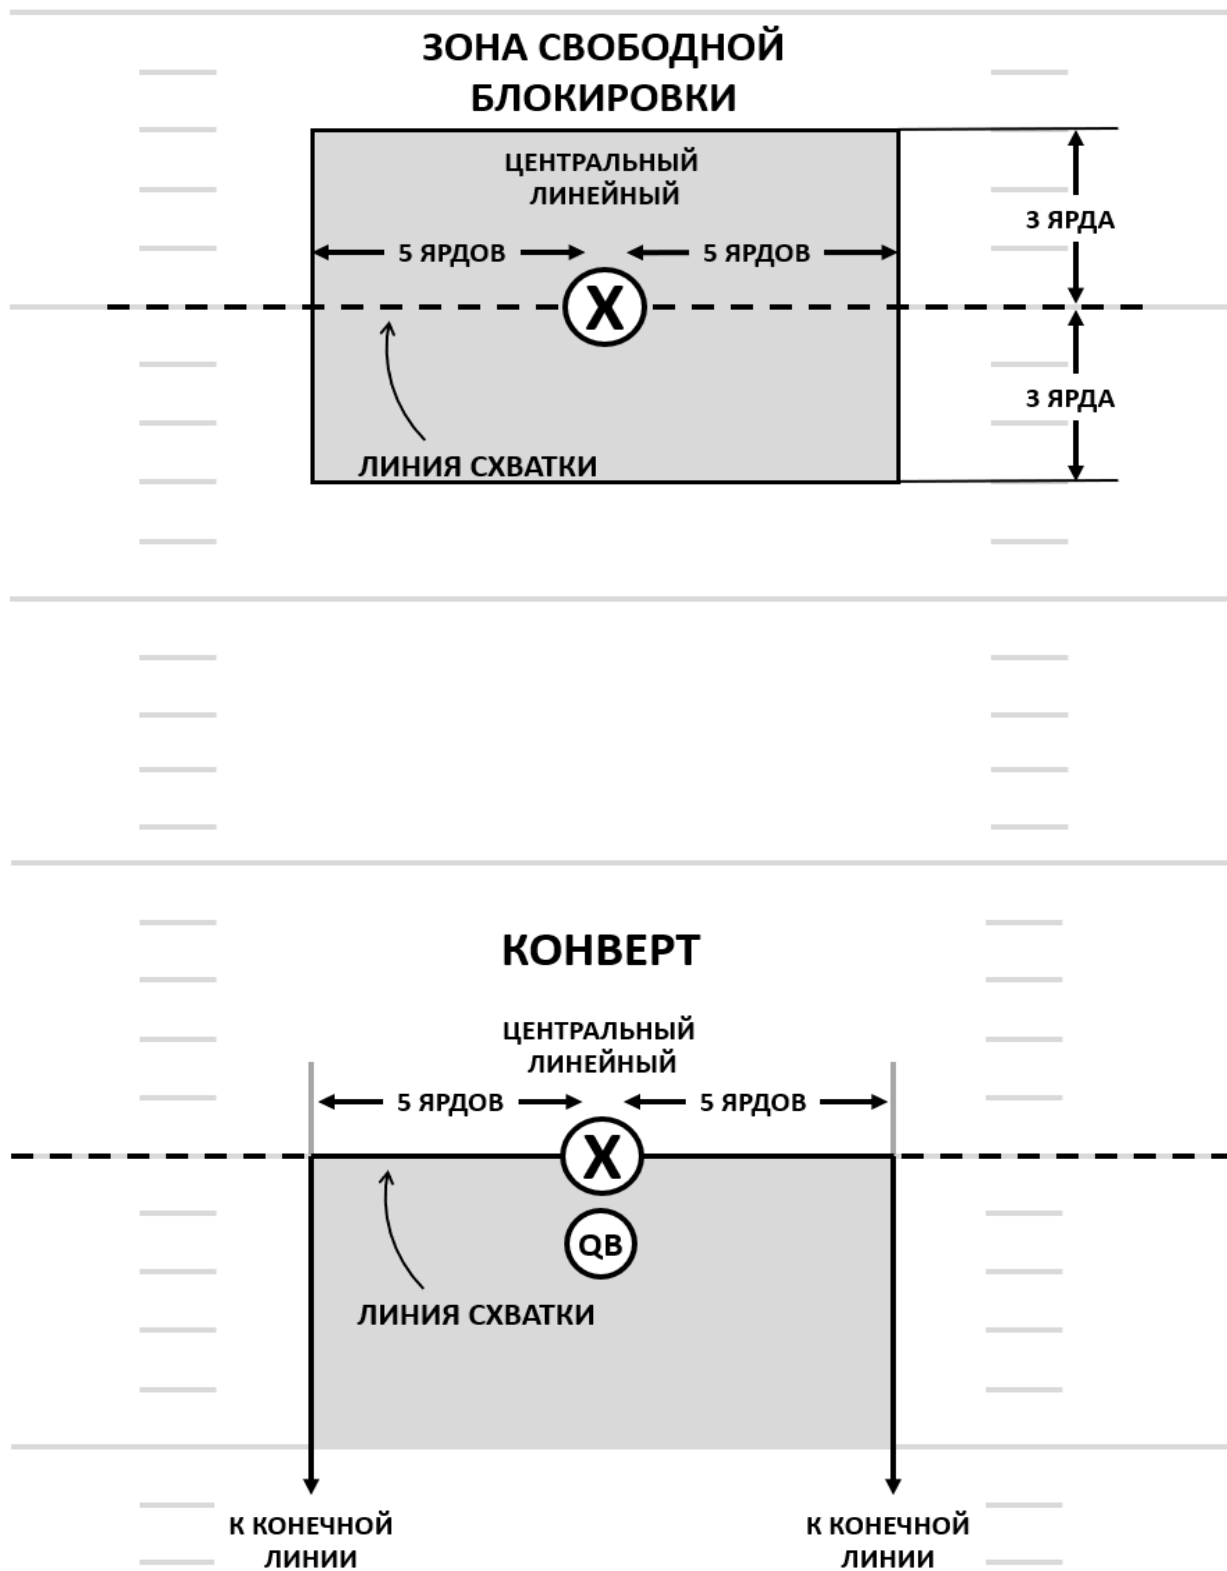 ЗОНА СВОБОДНОЙ
БЛОКИРОВКИ
ЦЕНТРАЛЬНЫЙ
ЛИНЕЙНЫЙ
5 ЯРДОВ
5 ЯРДОВ
3 ЯРДА
X
3 ЯРДА
ЛИНИЯ СХВАТКИ
КОНВЕРТ
ЦЕНТРАЛЬНЫЙ
ЛИНЕЙНЫЙ
5 ЯРДОВ
5 ЯРДОВ
X
QB
ЛИНИЯ СХВАТКИ
К КОНЕЧНОЙ
ЛИНИИ
К КОНЕЧНОЙ
ЛИНИИ